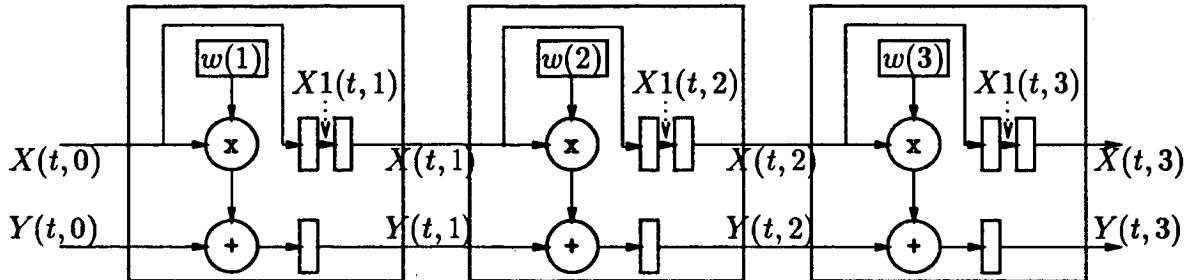 w(1) w(2) w(3)
X1(t,1) X1(t,2) X1(t,3)
x x x
X(t,0) X(t,1) X(t,2) X(t,3)
Y(t,0) Y(t,1) Y(t,2) Y(t,3)
+ + +